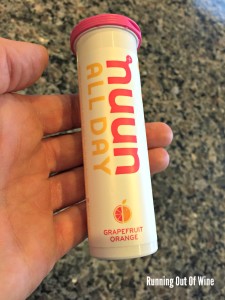 nuun
ALL DAY
GRAPEFRUIT
ORANGE
Running Out Of Wine